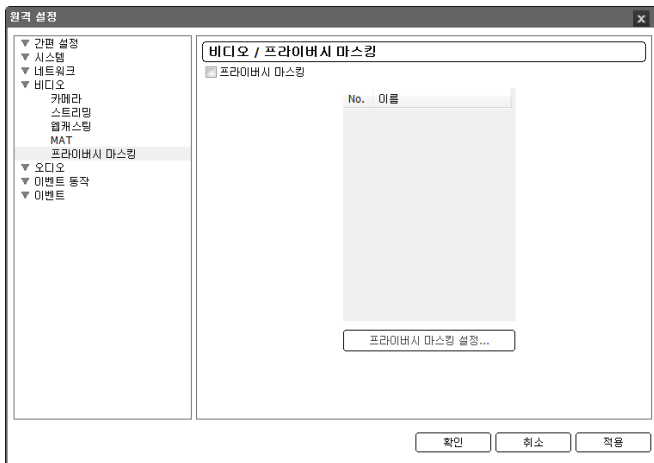 원격 설정
x
▼ 간편 설정
▼ 시스템
▼ 네트워크
▼ 비디오
카메라
스트리밍
웹캐스팅
MAT
프라이버시 마스킹
▼ 오디오
▼ 이벤트 동작
▼ 이벤트
비디오 / 프라이버시 마스킹
프라이버시 마스킹
No. 이름
프라이버시 마스킹 설정...
확인 취소 적용